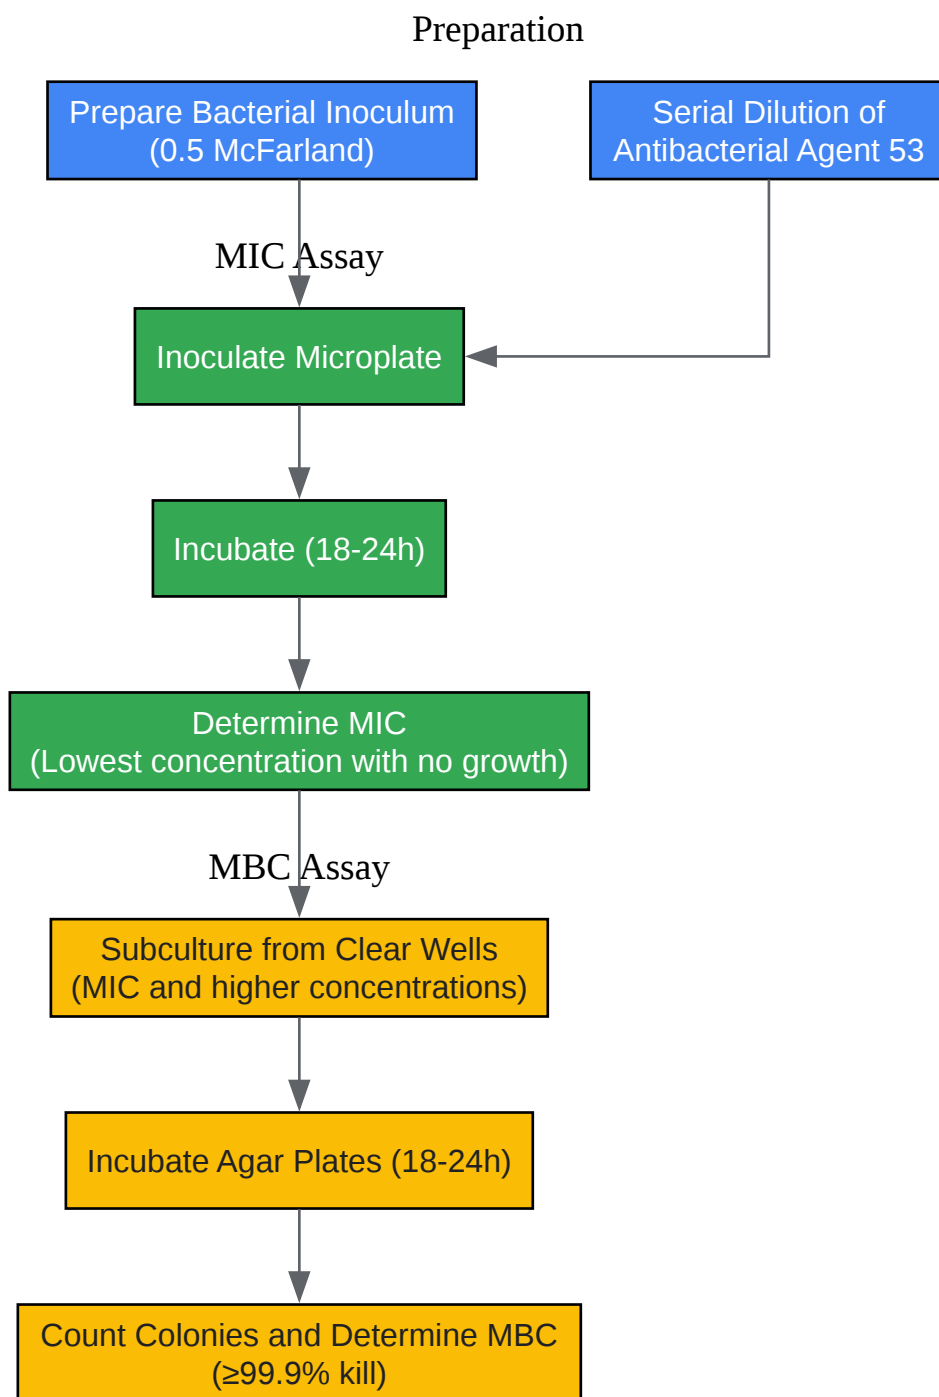 Preparation
Prepare Bacterial Inoculum
(0.5 McFarland)
Serial Dilution of
Antibacterial Agent 53
MIC Assay
Inoculate Microplate
Incubate (18-24h)
Determine MIC
(Lowest concentration with no growth)
MBC Assay
Subculture from Clear Wells
(MIC and higher concentrations)
Incubate Agar Plates (18-24h)
Count Colonies and Determine MBC
(≥99.9% kill)